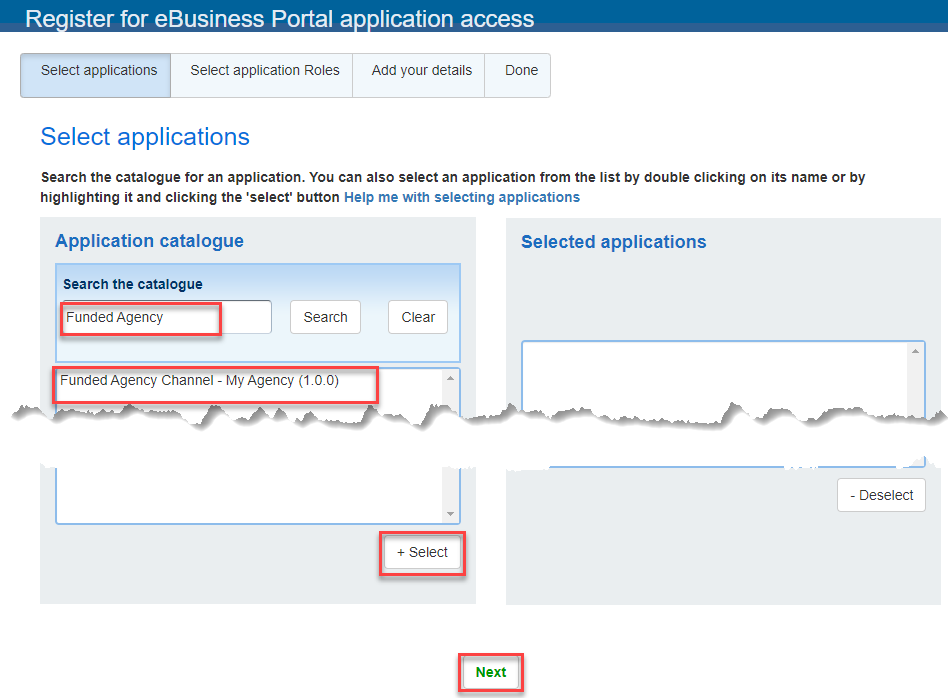 Register for eBusiness Portal application access
Select applications
Select application Roles
Add your details
Done
Select applications
Search the catalogue for an application. You can also select an application from the list by double clicking on its name or by
highlighting it and clicking the 'select' button Help me with selecting applications
Application catalogue
Search the catalogue
Funded Agency
Search
Clear
Funded Agency Channel - My Agency (1.0.0)
+ Select
Selected applications
- Deselect
Next